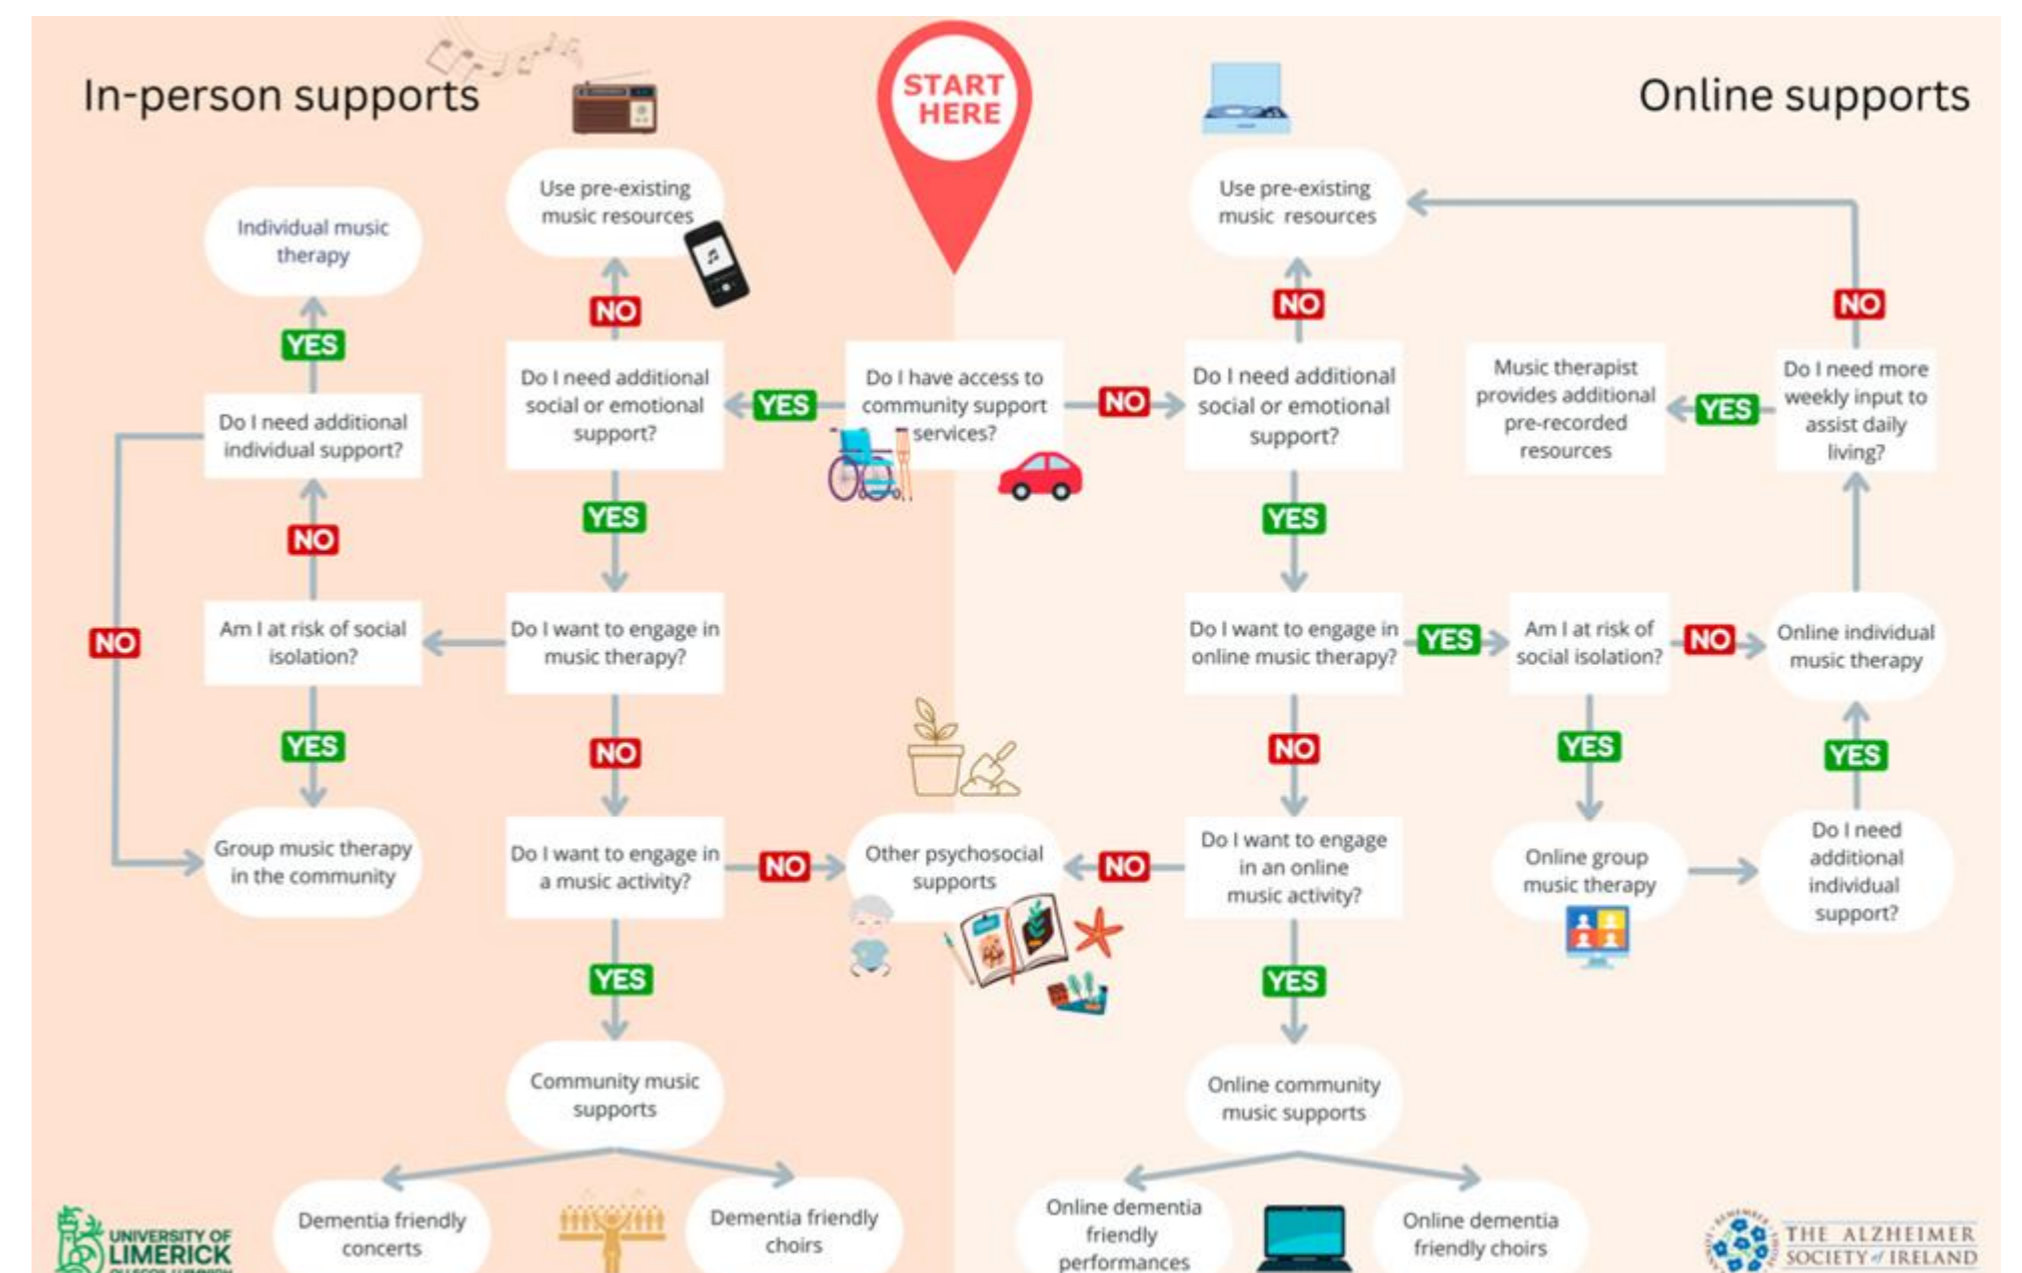 In-person supports
START
HERE
Online supports
Use pre-existing
music resources
Use pre-existing
music resources
Individual music
therapy
NO
NO
NO
YES
Do I need additional
social or emotional
support?
YES
Do I have access to
community support
services?
NO
Do I need additional
social or emotional
support?
Music therapist
provides additional
pre-recorded
resources
YES
Do I need more
weekly input to
assist daily
living?
Do I need additional
individual support?
YES
YES
NO
NO
Am I at risk of social
isolation?
Do I want to engage in
music therapy?
Do I want to engage in
online music therapy?
YES
Am I at risk of
social isolation?
NO
Online individual
music therapy
YES
NO
NO
YES
YES
Group music therapy
in the community
Do I want to engage in
a music activity?
NO
Other psychosocial
supports
NO
Do I want to engage
in an online
music activity?
Online group
music therapy
Do I need
additional
individual
support?
YES
YES
Community music
supports
Online community
music supports
Dementia friendly
concerts
Dementia friendly
choirs
Online dementia
friendly
performances
Online dementia
friendly choirs
UNIVERSITY OF
LIMERICK
THE ALZHEIMER
SOCIETY of IRELAND